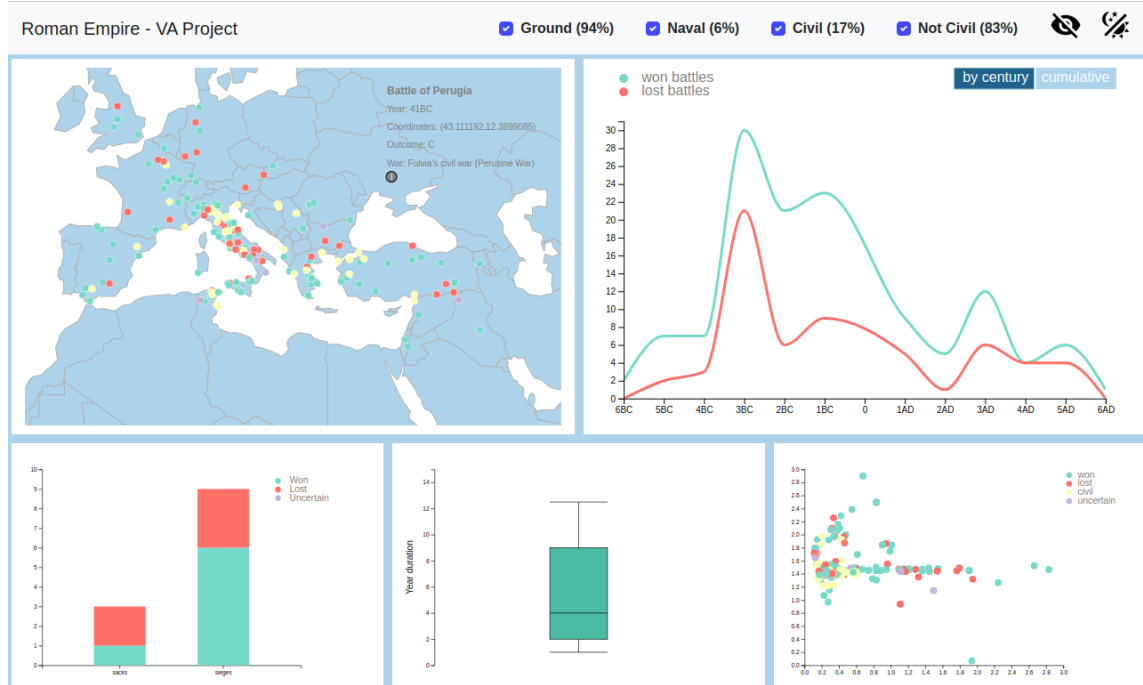 Roman Empire - VA Project
Ground (94%)
Naval (6%)
Civil (17%)
Not Civil (83%)
Battle of Perugia
Year: 41BC
Coordinates: (43.111192,12.3899085)
Outcome: C
War: Fulvia's civil war (Perusine War)
won battles
lost battles
by century
cumulative
30
28
26
24
22
20
18
16
14
12
10
8
6
4
2
0
6BC 5BC 4BC 3BC 2BC 1BC 0 1AD 2AD 3AD 4AD 5AD 6AD
10
9
8
7
6
5
4
3
2
1
0
sacks sieges
Won
Lost
Uncertain
Year duration
14
12
10
8
6
4
2
0
3.0
2.8
2.6
2.4
2.2
2.0
1.8
1.6
1.4
1.2
1.0
0.8
0.6
0.4
0.2
0.0
0.0 0.2 0.4 0.6 0.8 1.0 1.2 1.4 1.6 1.8 2.0 2.2 2.4 2.6 2.8 3.0
won
lost
civil
uncertain